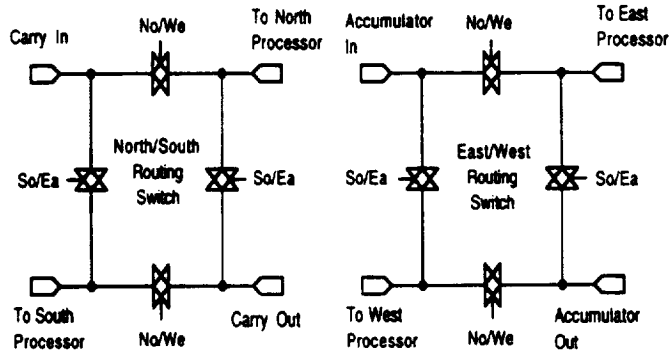 Carry In
No/We
To North
Processor
North/South
Routing
Switch
So/Ea
So/Ea
To South
Processor
No/We
Carry Out
Accumulator
In
No/We
To East
Processor
East/West
Routing
Switch
So/Ea
So/Ea
To West
Processor
No/We
Accumulator
Out